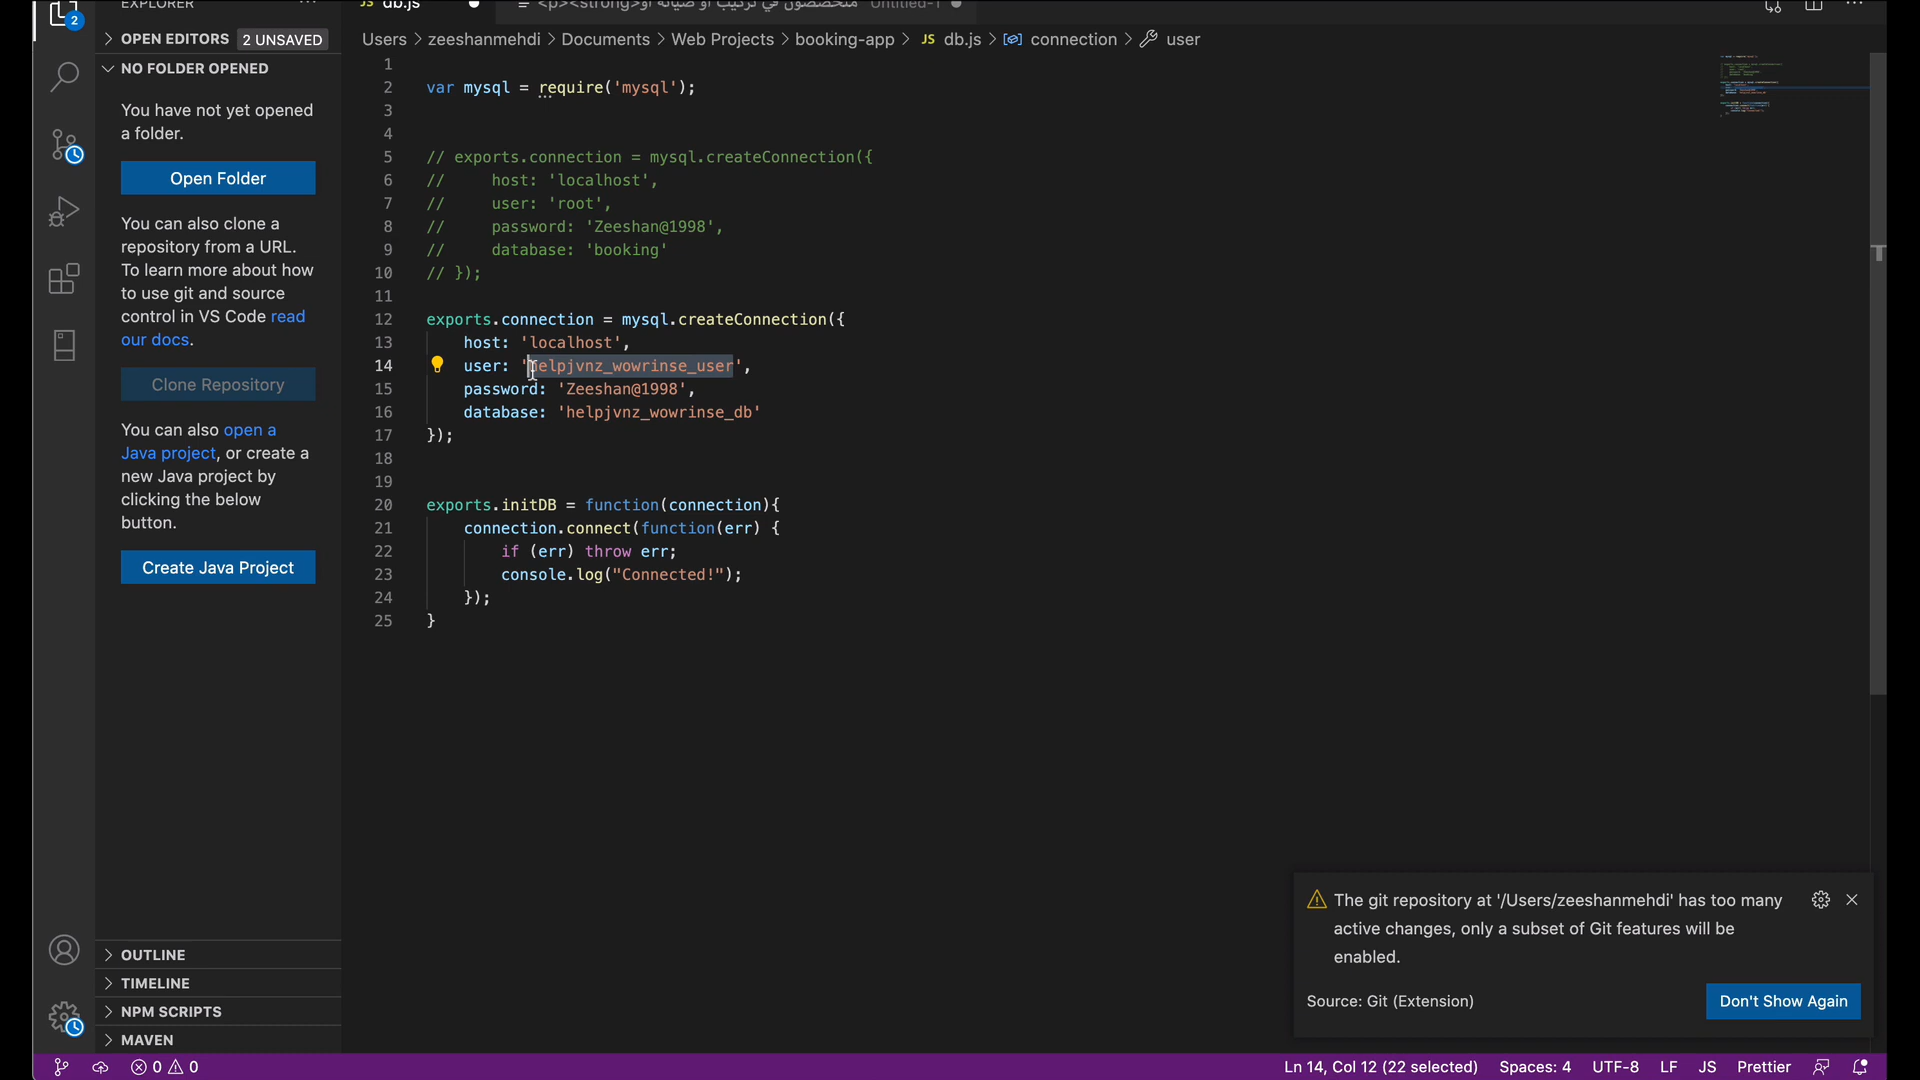 EXPLORER
db.js
<p><strong>متخصصون في تركيب أو صيانة أو Untitled-1
2
OPEN EDITORS 2 UNSAVED
Users > zeeshanmehdi > Documents > Web Projects > booking-app > JS db.js > connection > user
NO FOLDER OPENED
You have not yet opened
a folder.
Open Folder
You can also clone a
repository from a URL.
To learn more about how
to use git and source
control in VS Code read
our docs.
Clone Repository
You can also open a
Java project, or create a
new Java project by
clicking the below
button.
Create Java Project
OUTLINE
TIMELINE
NPM SCRIPTS
MAVEN
1
2 var mysql = require('mysql');
3
4
5 // exports.connection = mysql.createConnection({
6 //     host: 'localhost',
7 //     user: 'root',
8 //     password: 'Zeeshan@1998',
9 //     database: 'booking'
10 // });
11
12 exports.connection = mysql.createConnection({
13     host: 'localhost',
14     user: 'helpjvnz_wowrinse_user',
15     password: 'Zeeshan@1998',
16     database: 'helpjvnz_wowrinse_db'
17 });
18
19
20 exports.initDB = function(connection){
21     connection.connect(function(err) {
22         if (err) throw err;
23         console.log("Connected!");
24     });
25 }
The git repository at '/Users/zeeshanmehdi' has too many
active changes, only a subset of Git features will be
enabled.
Source: Git (Extension)
Don't Show Again
0 0
Ln 14, Col 12 (22 selected) Spaces: 4 UTF-8 LF JS Prettier